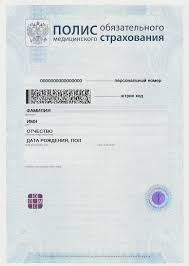 ПОЛИС обязательного
медицинского страхования
0000000000000000 персональный номер
штрих код
ФАМИЛИЯ
ИМЯ
ОТЧЕСТВО
ДАТА РОЖДЕНИЯ, ПОЛ